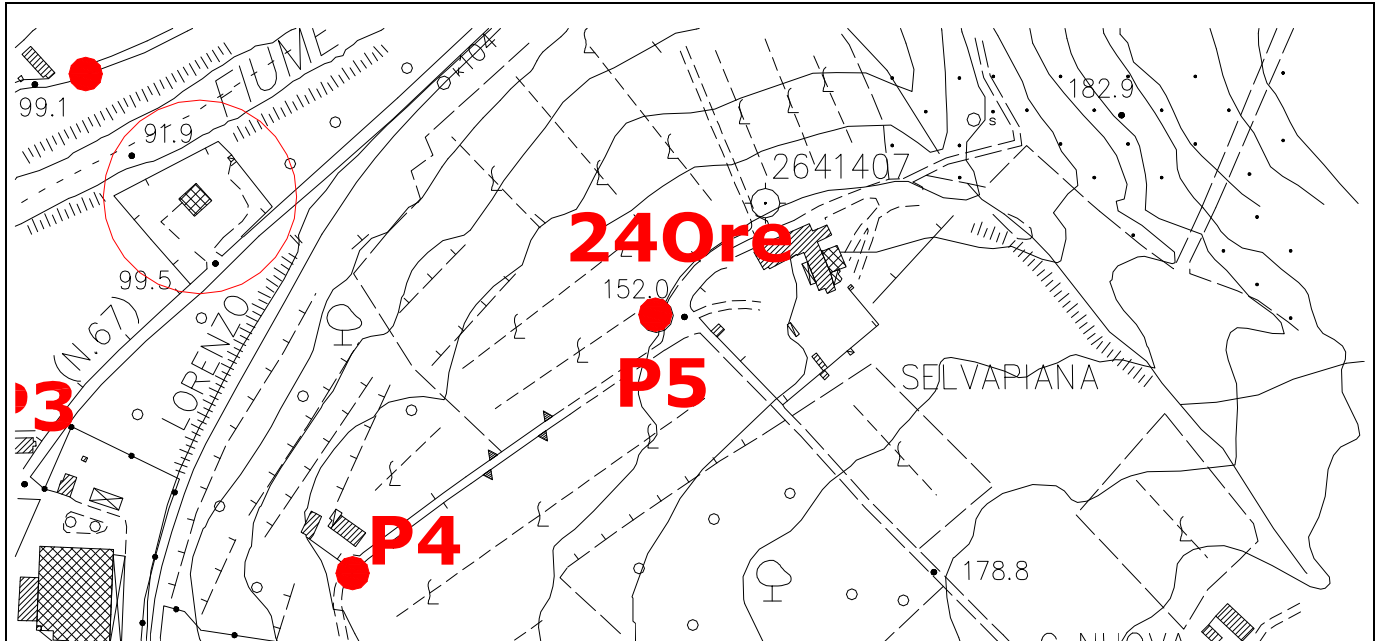 FIUME
k104
99.1
91.9
182.9
s
2641407
24Ore
99.5
152.0
(N.67)
LORENZO
P5
P3
SELVAPIANA
P4
178.8
C.NUOVA